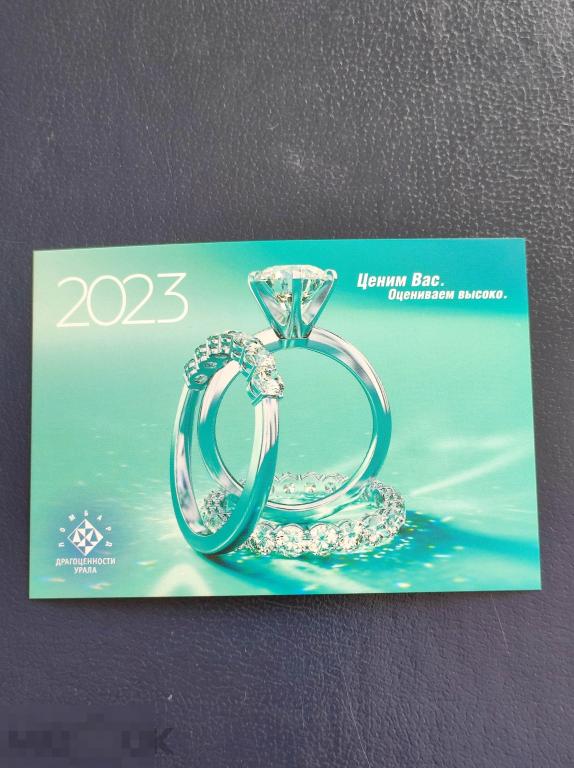 2023
Ценим Вас.
Оцениваем высоко.
ЛОМБАРД
ДРАГОЦЕННОСТИ
УРАЛА